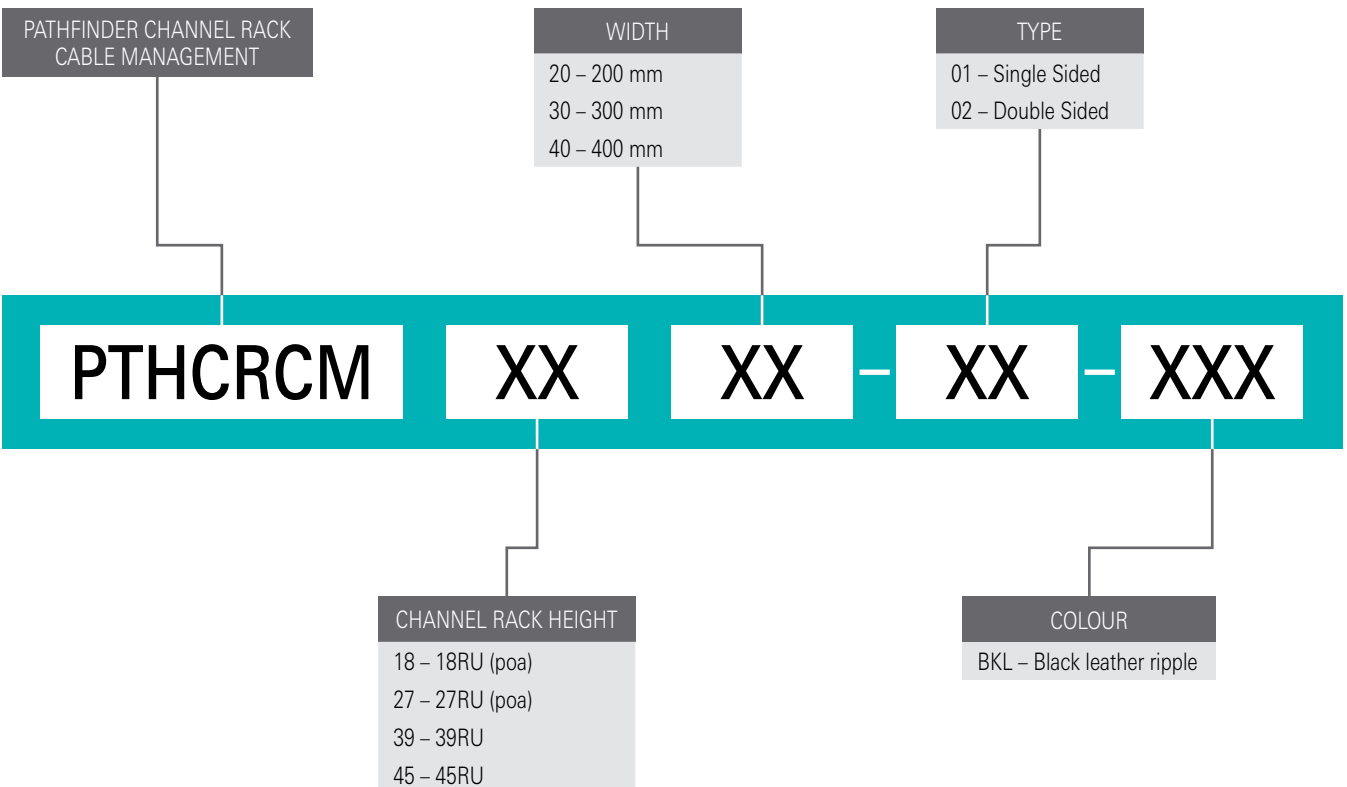 PATHFINDER CHANNEL RACK
CABLE MANAGEMENT
WIDTH
20 – 200 mm
30 – 300 mm
40 – 400 mm
TYPE
01 – Single Sided
02 – Double Sided
PTHCRCM XX XX – XX – XXX
CHANNEL RACK HEIGHT
18 – 18RU (poa)
27 – 27RU (poa)
39 – 39RU
45 – 45RU
COLOUR
BKL – Black leather ripple